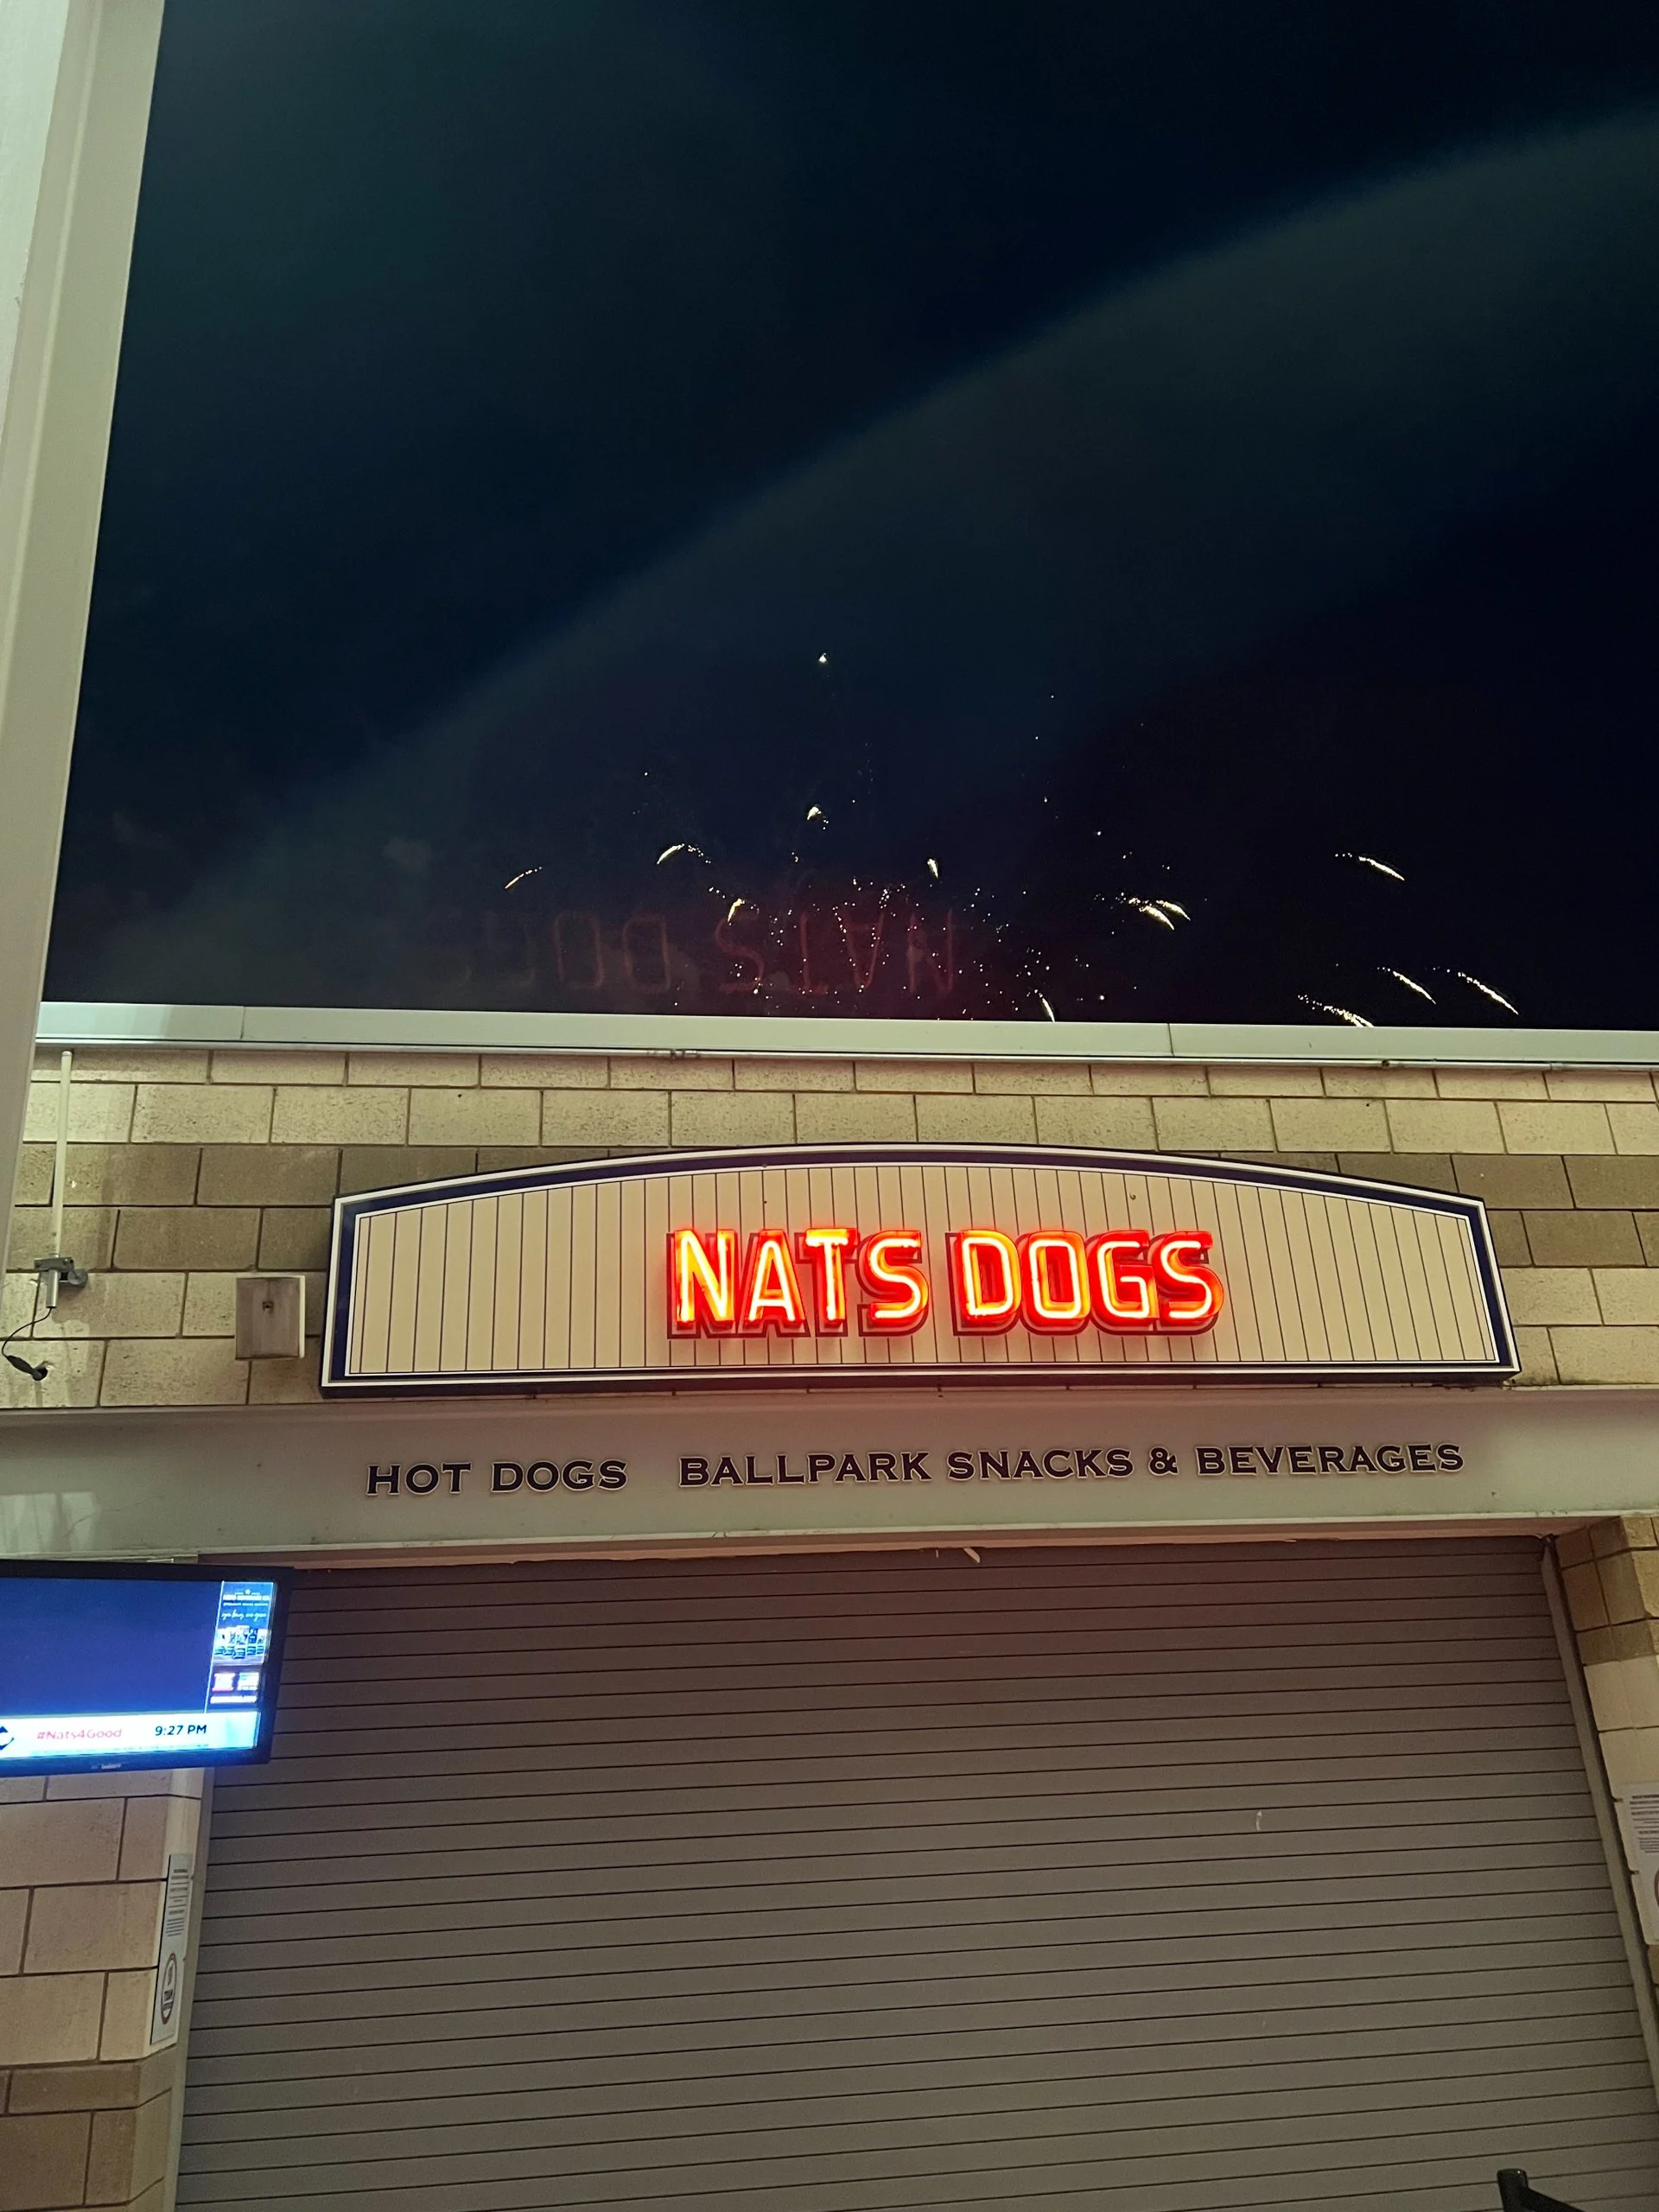 NATS DOGS
HOT DOGS BALLPARK SNACKS & BEVERAGES
#Nats4Good 9:27 PM